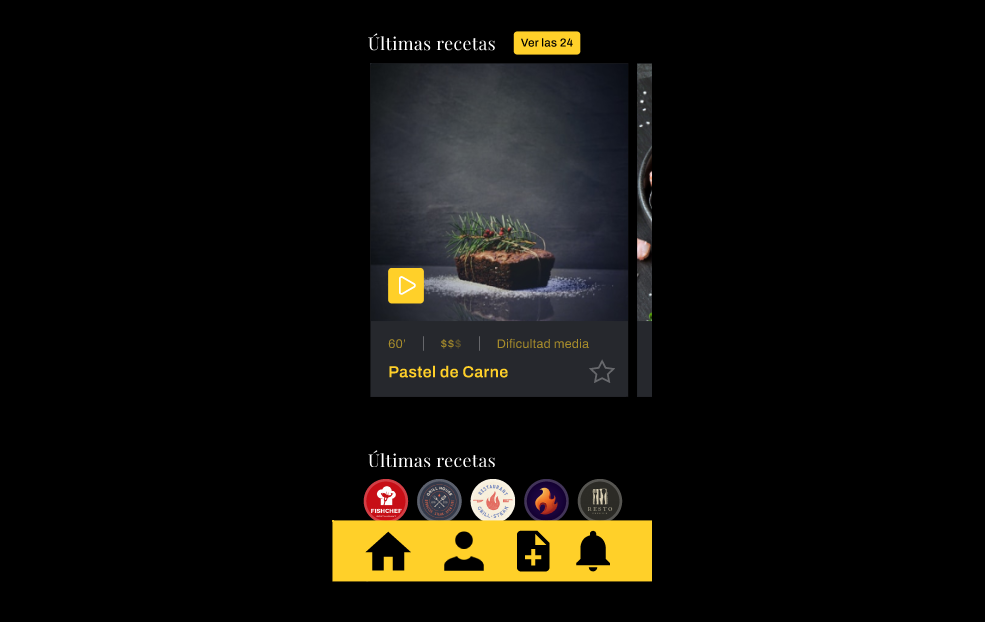 Últimas recetas
Ver las 24
60'
$$$
Dificultad media
Pastel de Carne
Últimas recetas
FISHCHEF
GRILL HOUSE
RESTAURANT
GRILL & STEAK
RESTO